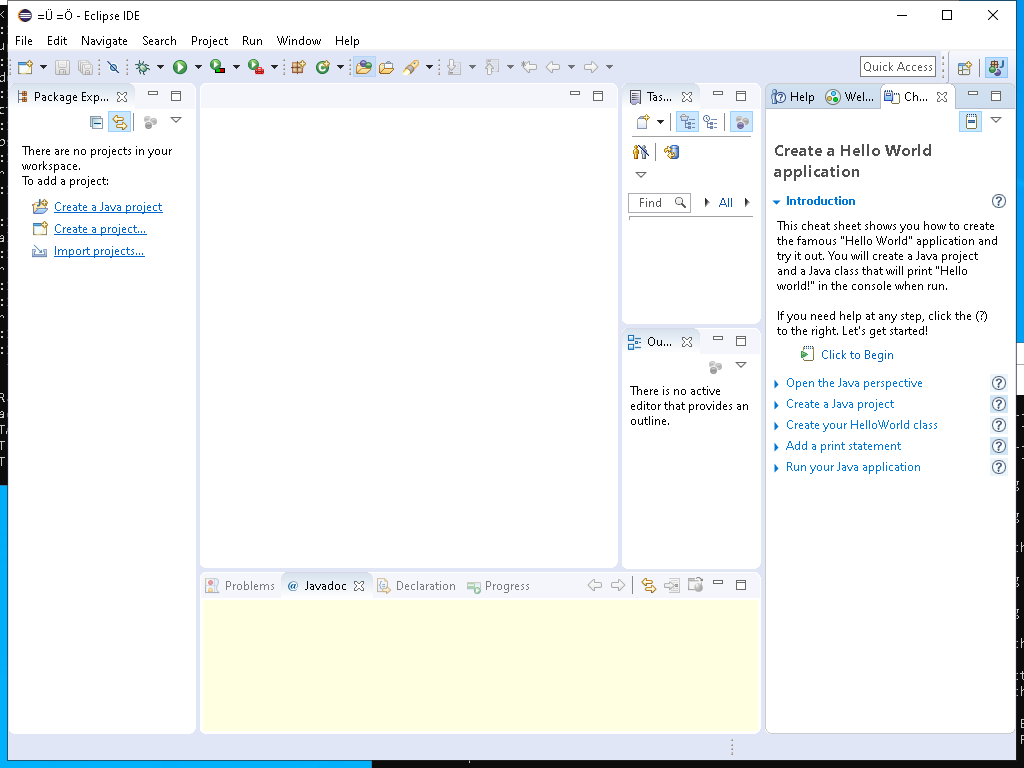 =Ü =Ö - Eclipse IDE
File Edit Navigate Search Project Run Window Help
Quick Access
Package Exp...
There are no projects in your
workspace.
To add a project:
Create a Java project
Create a project...
Import projects...
Tas...
Find
All
Ou...
There is no active
editor that provides an
outline.
Help Wel... Ch...
Create a Hello World
application
Introduction
This cheat sheet shows you how to create
the famous "Hello World" application and
try it out. You will create a Java project
and a Java class that will print "Hello
world!" in the console when run.
If you need help at any step, click the (?)
to the right. Let's get started!
Click to Begin
Open the Java perspective
Create a Java project
Create your HelloWorld class
Add a print statement
Run your Java application
Problems @ Javadoc Declaration Progress